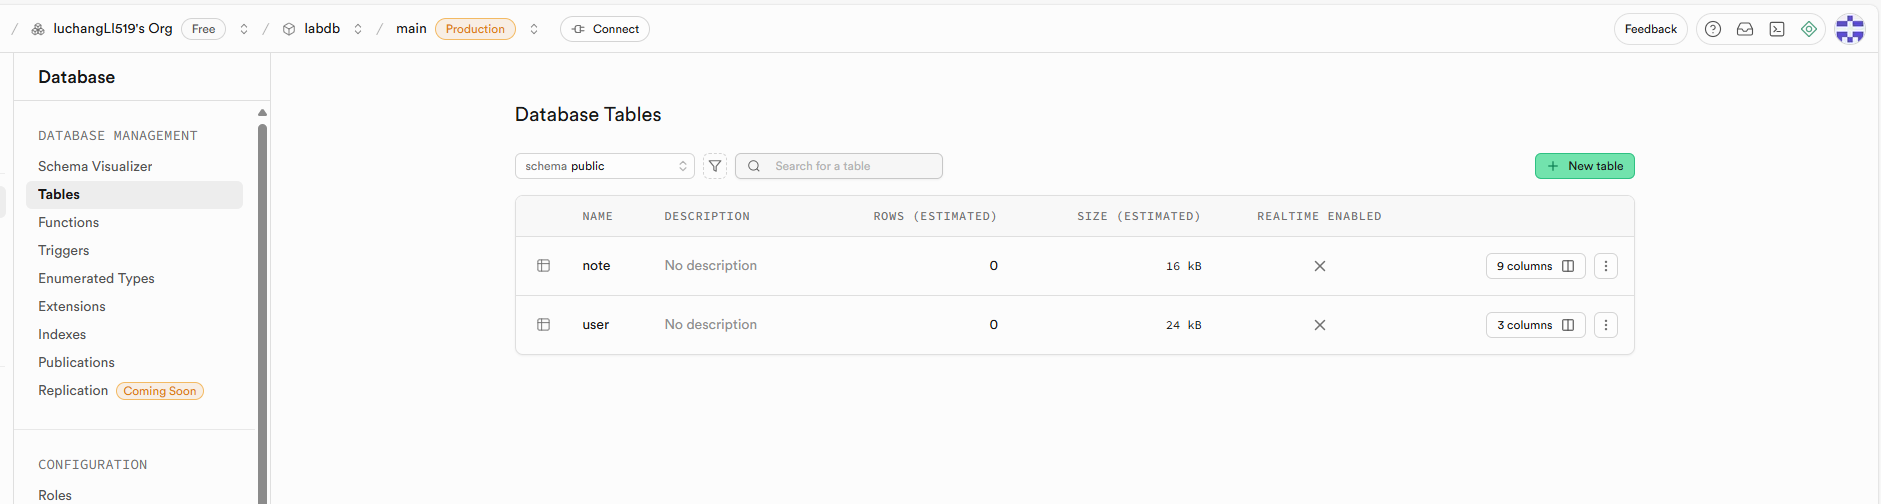 / luchangLI519's Org Free / labdb / main Production Connect Feedback
Database
DATABASE MANAGEMENT
Schema Visualizer
Tables
Functions
Triggers
Enumerated Types
Extensions
Indexes
Publications
Replication Coming Soon
CONFIGURATION
Roles
Database Tables
schema public Search for a table New table
NAME DESCRIPTION ROWS (ESTIMATED) SIZE (ESTIMATED) REALTIME ENABLED
note No description 0 16 kB 9 columns
user No description 0 24 kB 3 columns